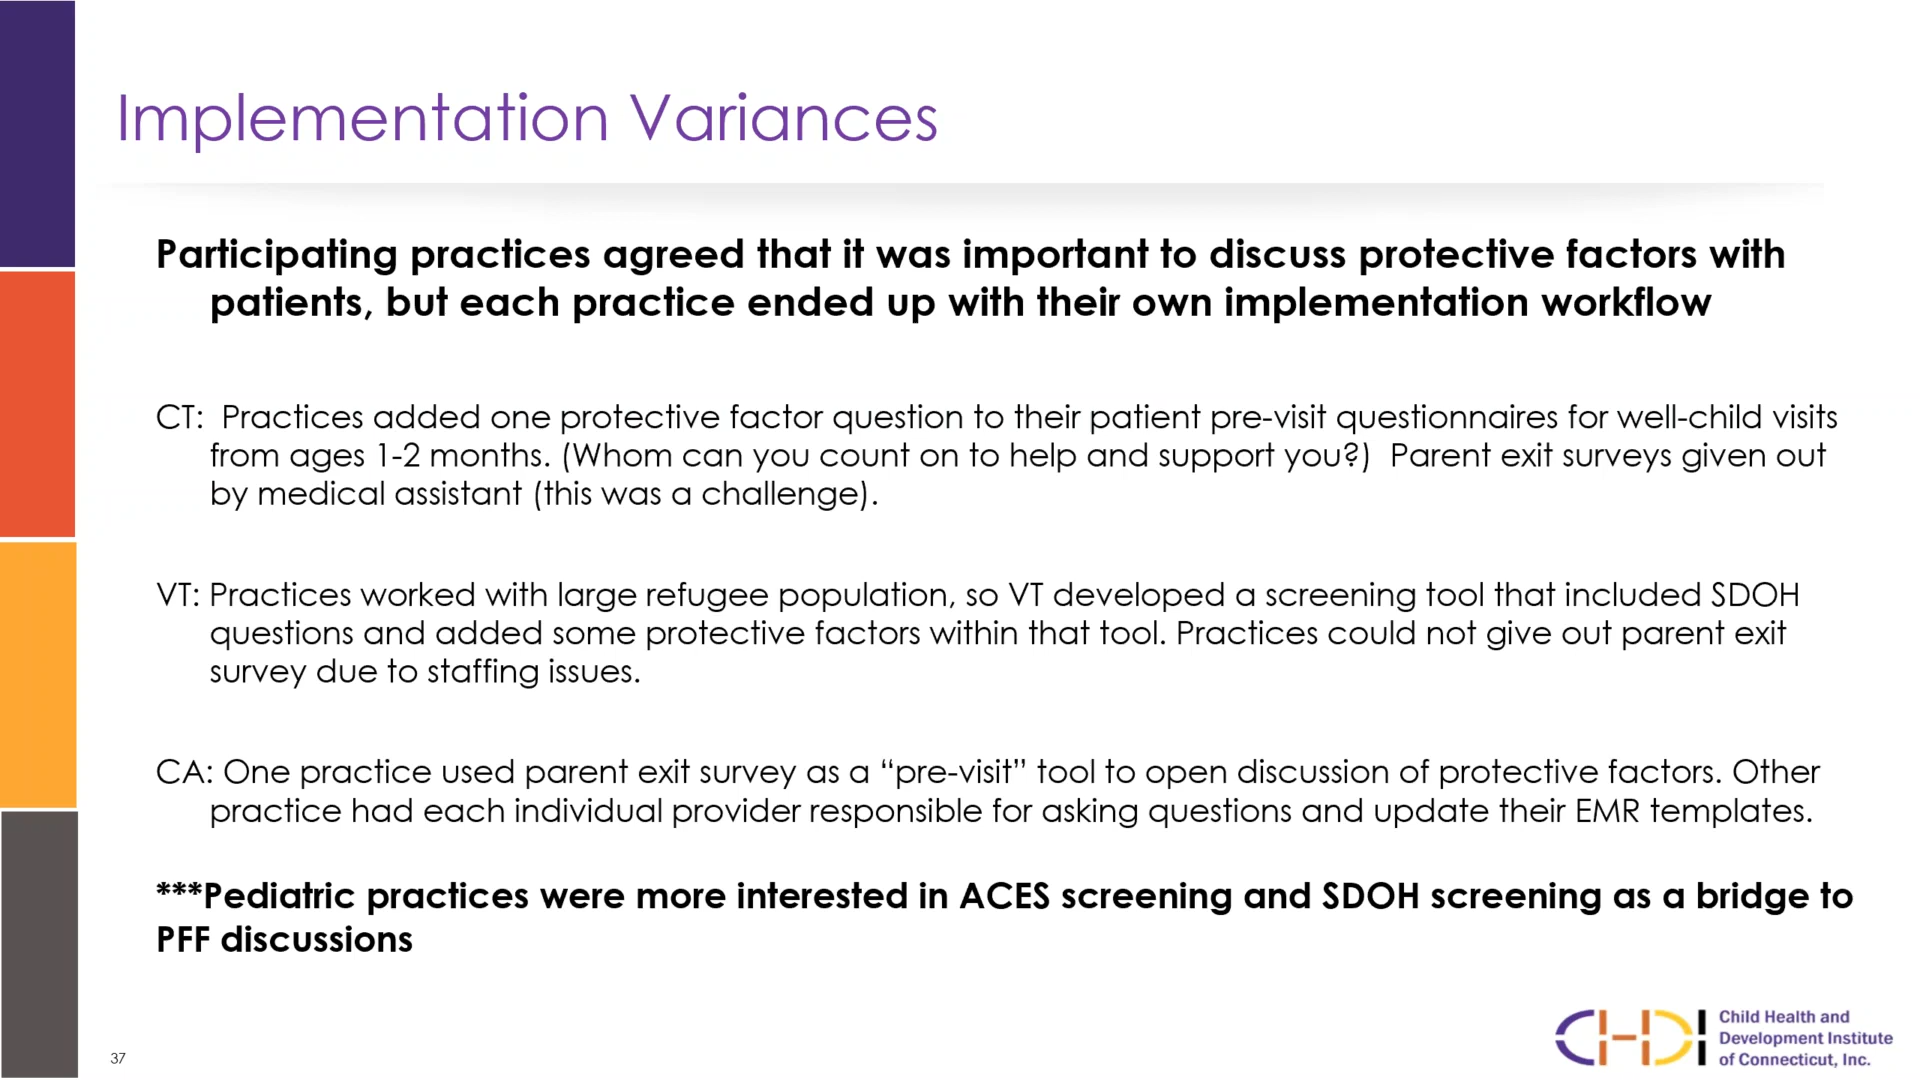 Implementation Variances
Participating practices agreed that it was important to discuss protective factors with
patients, but each practice ended up with their own implementation workflow
CT:  Practices added one protective factor question to their patient pre-visit questionnaires for well-child visits
from ages 1-2 months. (Whom can you count on to help and support you?)  Parent exit surveys given out
by medical assistant (this was a challenge).
VT: Practices worked with large refugee population, so VT developed a screening tool that included SDOH
questions and added some protective factors within that tool. Practices could not give out parent exit
survey due to staffing issues.
CA: One practice used parent exit survey as a “pre-visit” tool to open discussion of protective factors. Other
practice had each individual provider responsible for asking questions and update their EMR templates.
***Pediatric practices were more interested in ACES screening and SDOH screening as a bridge to
PFF discussions
37
CHDI
Child Health and
Development Institute
of Connecticut, Inc.